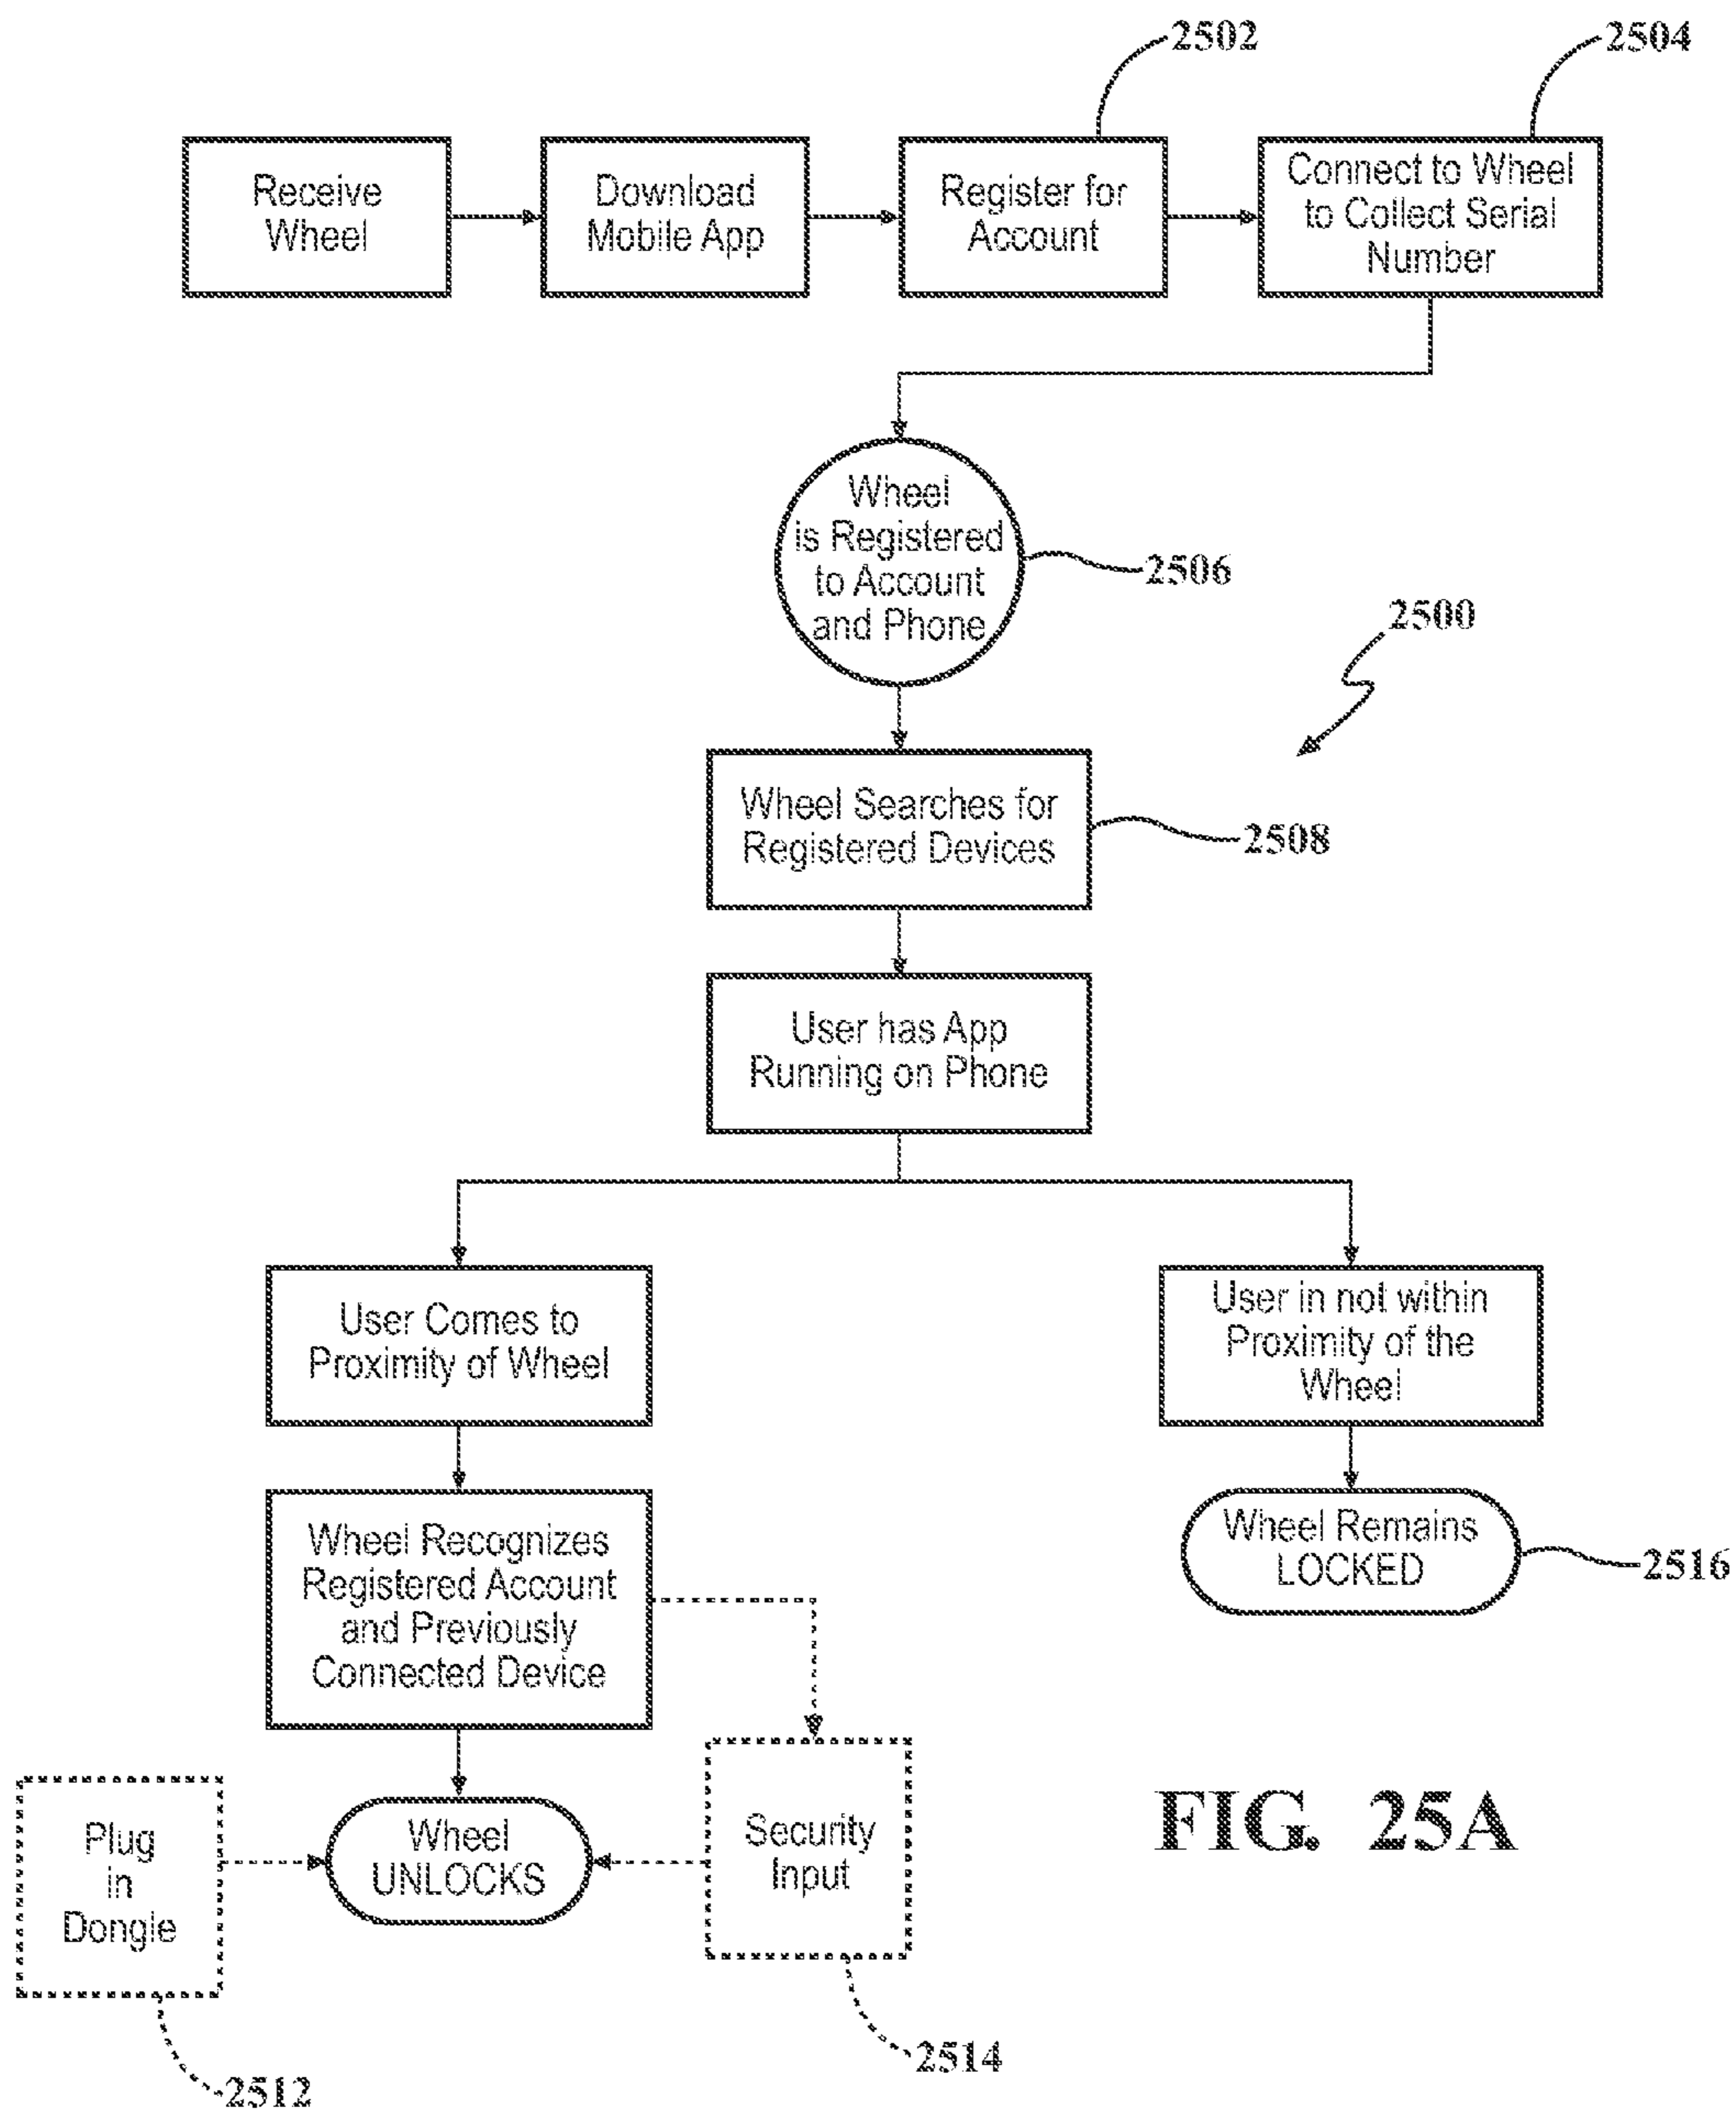 2502
2504
Receive
Wheel
Download
Mobile App
Register for
Account
Connect to Wheel
to Collect Serial
Number
Wheel
is Registered
to Account
and Phone
2506
2500
Wheel Searches for
Registered Devices
2508
User has App
Running on Phone
User Comes to
Proximity of Wheel
User in not within
Proximity of the
Wheel
Wheel Recognizes
Registered Account
and Previously
Connected Device
Wheel Remains
LOCKED
2516
Plug
in
Dongle
Wheel
UNLOCKS
Security
Input
FIG. 25A
2514
2512